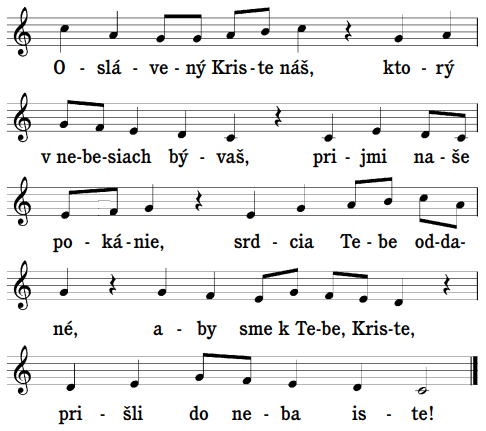 O - slá - ve - ný Kris - te náš, kto - rý
v ne - be - siach bý - vaš, pri - jmi na - še
po - ká - nie, srd - cia Te - be od - da-
né, a - by sme k Te - be, Kris - te,
pri - šli do ne - ba is - te!